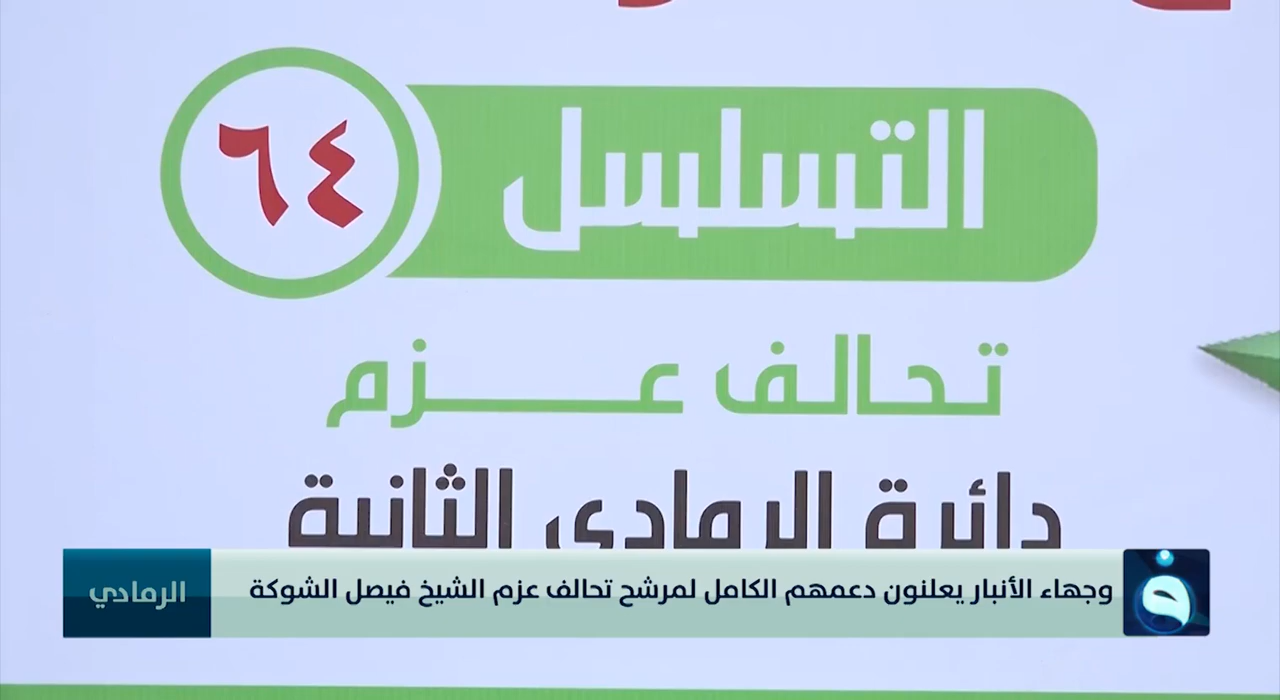 التسلسل ٦٤
تحالف عزم
دائرة الرمادي الثانية
وجهاء الأنبار يعلنون دعمهم الكامل لمرشح تحالف عزم الشيخ فيصل الشوكة
الرمادي